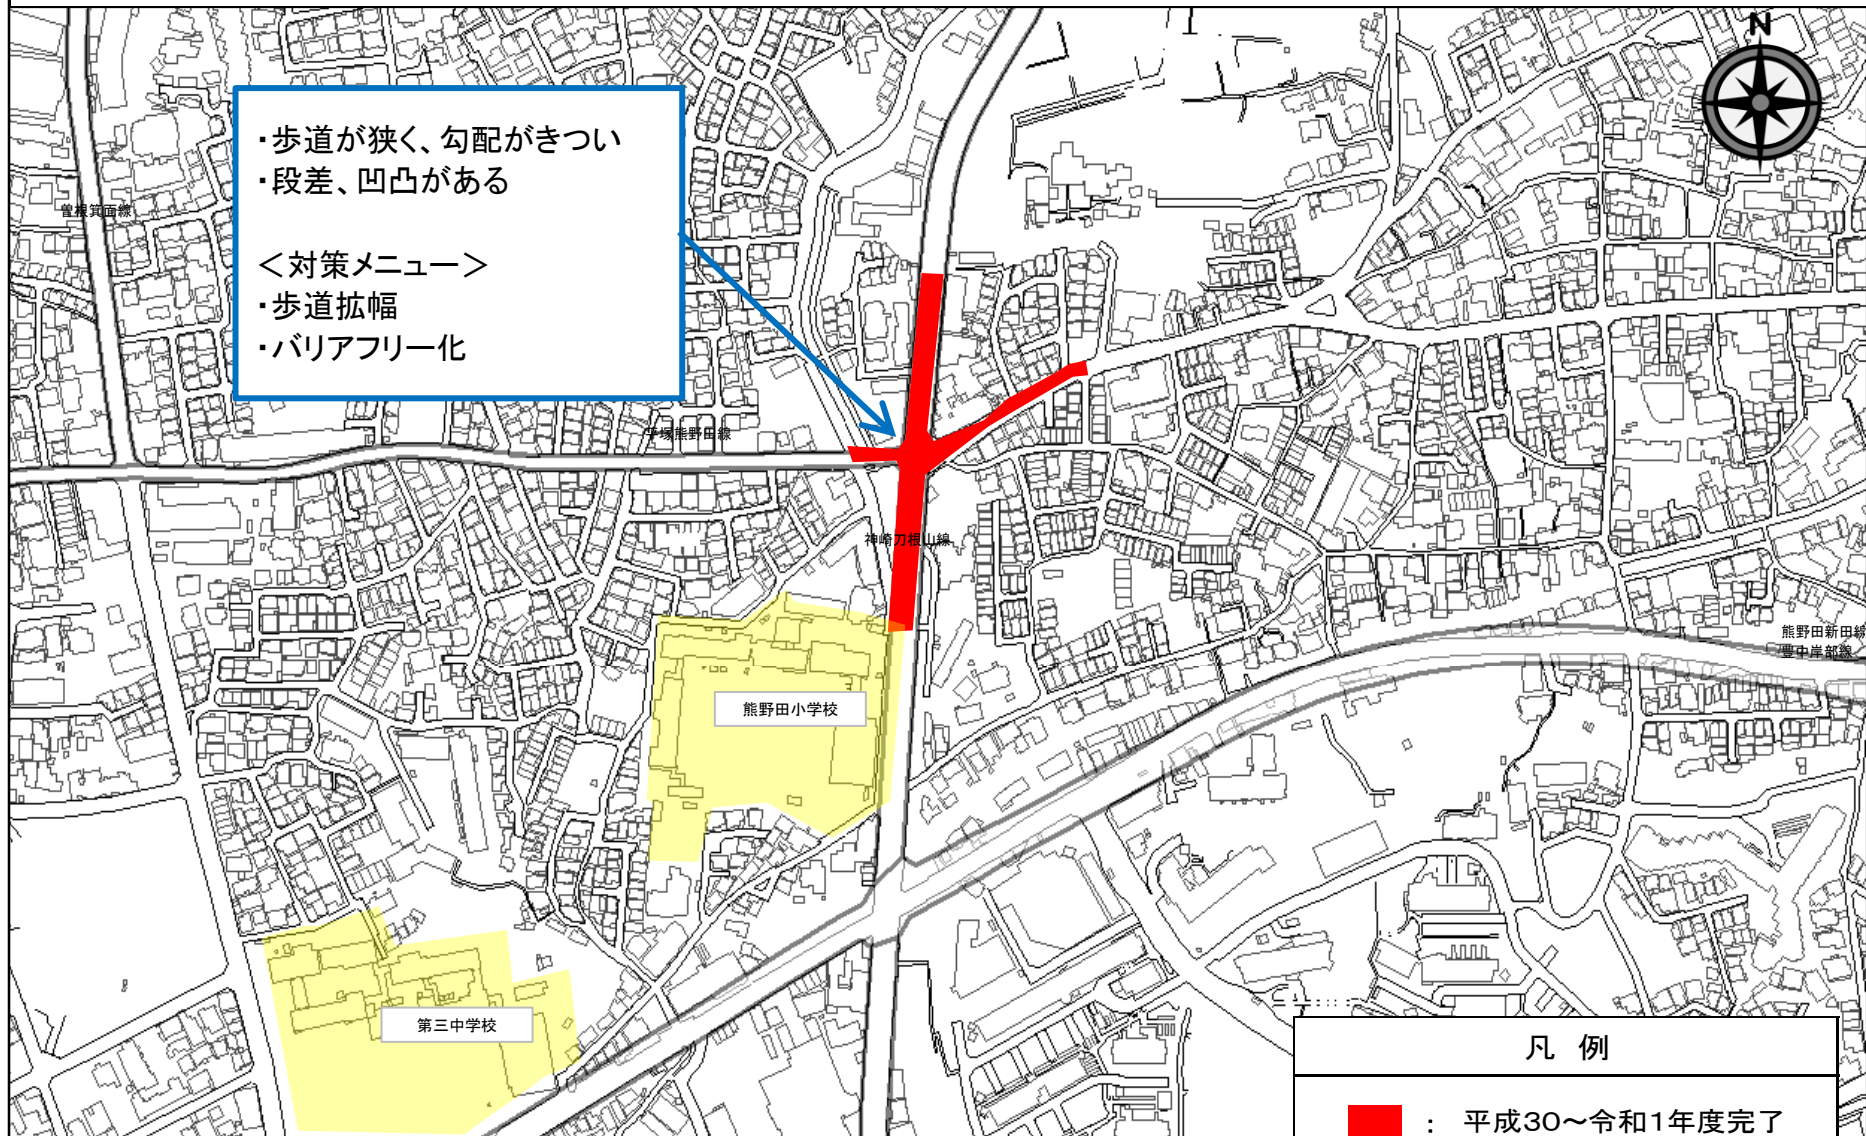 N
・歩道が狭く、勾配がきつい
・段差、凹凸がある
＜対策メニュー＞
・歩道拡幅
・バリアフリー化
曽根箕面線
平塚熊野田線
神崎刀根山線
熊野田新田線
豊中岸部線
熊野田小学校
第三中学校
凡 例
： 平成30～令和1年度完了